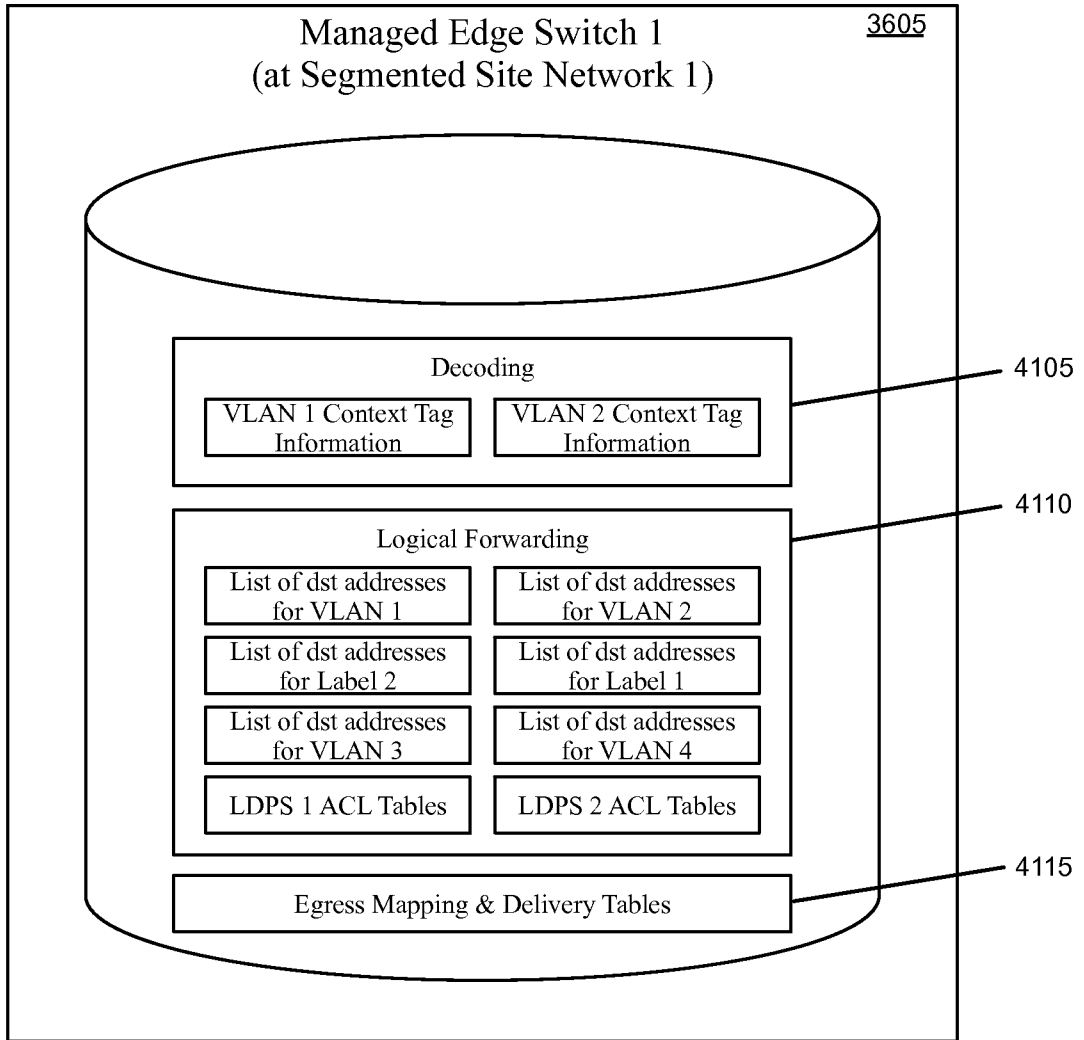 Managed Edge Switch 1
(at Segmented Site Network 1)
3605
Decoding
4105
VLAN 1 Context Tag
Information
VLAN 2 Context Tag
Information
4110
Logical Forwarding
List of dst addresses
for VLAN 1
List of dst addresses
for VLAN 2
List of dst addresses
for Label 2
List of dst addresses
for Label 1
List of dst addresses
for VLAN 3
List of dst addresses
for VLAN 4
LDPS 1 ACL Tables
LDPS 2 ACL Tables
4115
Egress Mapping & Delivery Tables